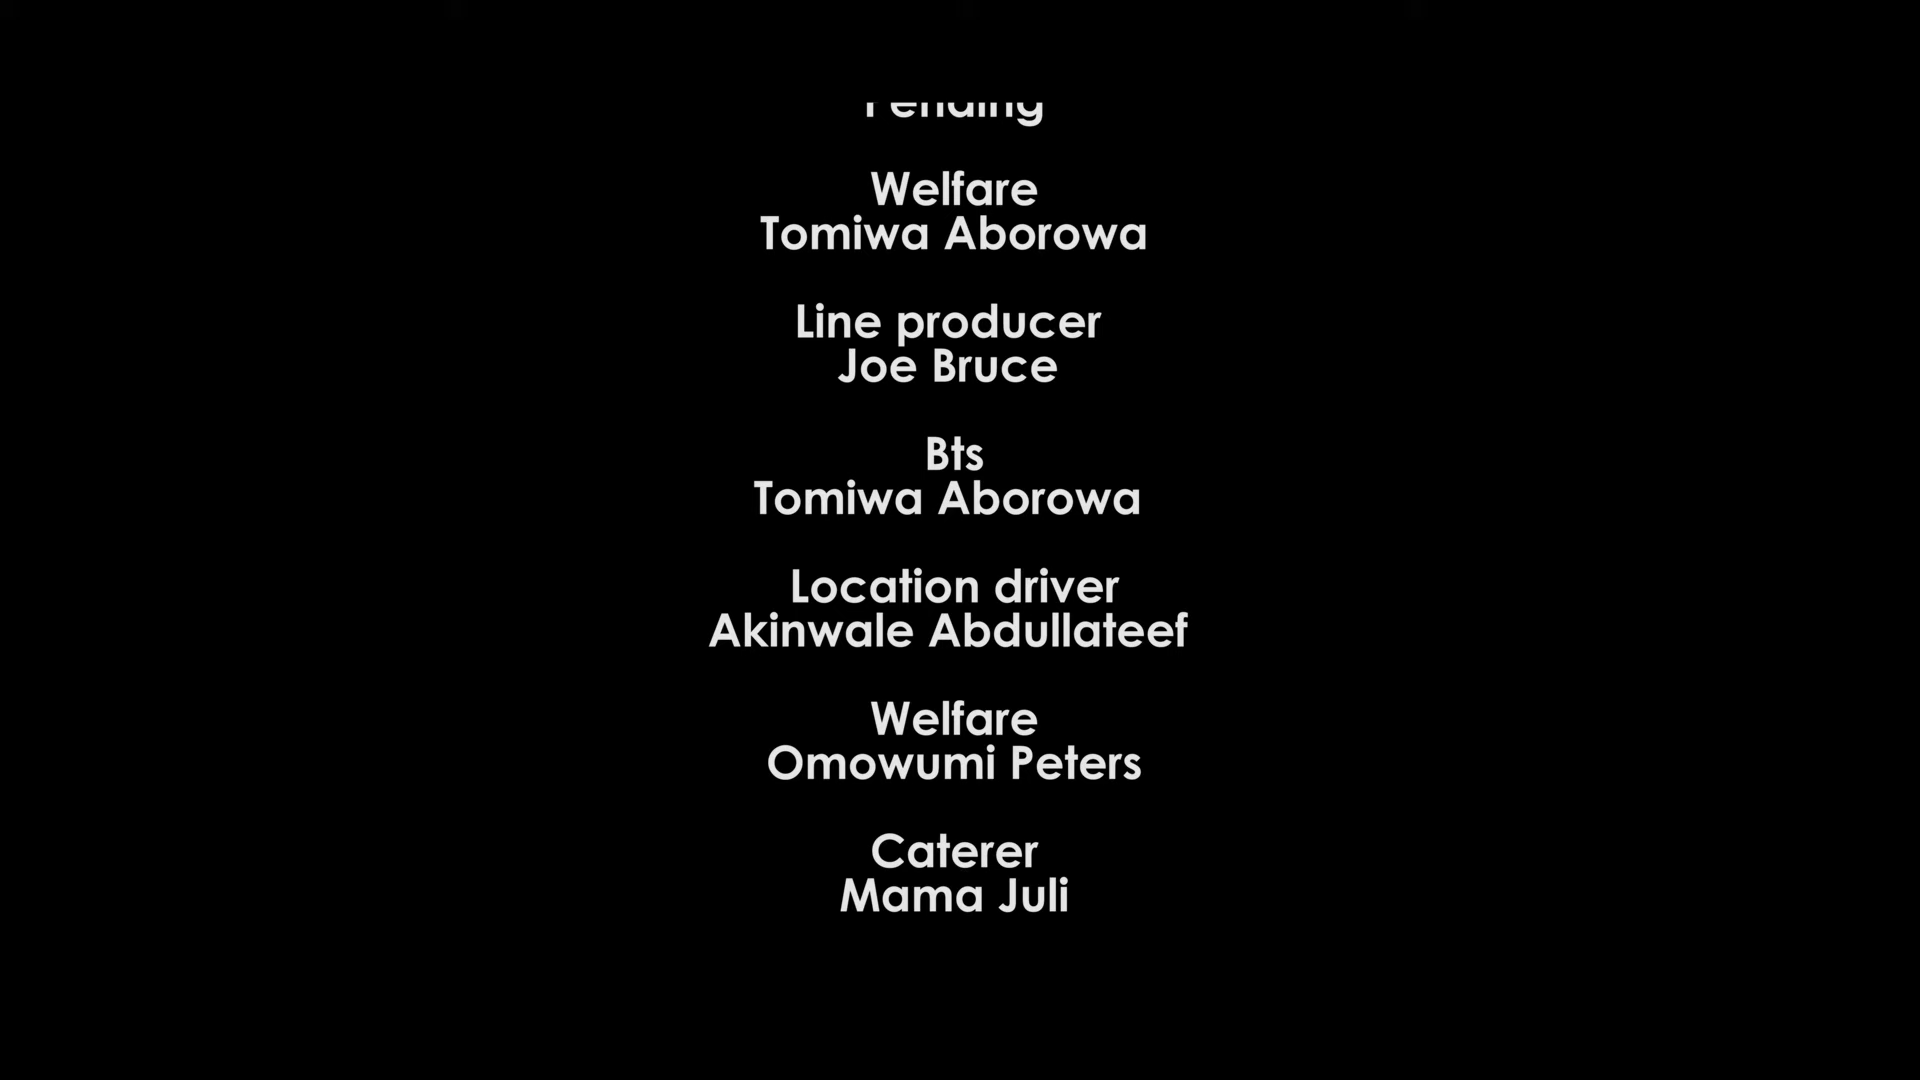 Pending
Welfare
Tomiwa Aborowa
Line producer
Joe Bruce
Bts
Tomiwa Aborowa
Location driver
Akinwale Abdullateef
Welfare
Omowumi Peters
Caterer
Mama Juli